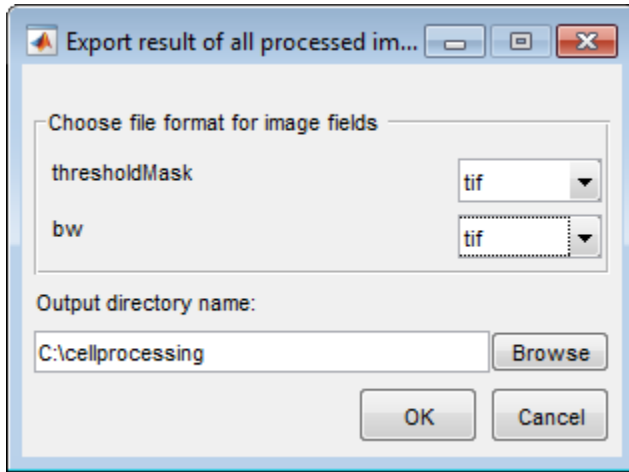 Export result of all processed im...
Choose file format for image fields
thresholdMask
tif
bw
tif
Output directory name:
C:\cellprocessing
Browse
OK
Cancel